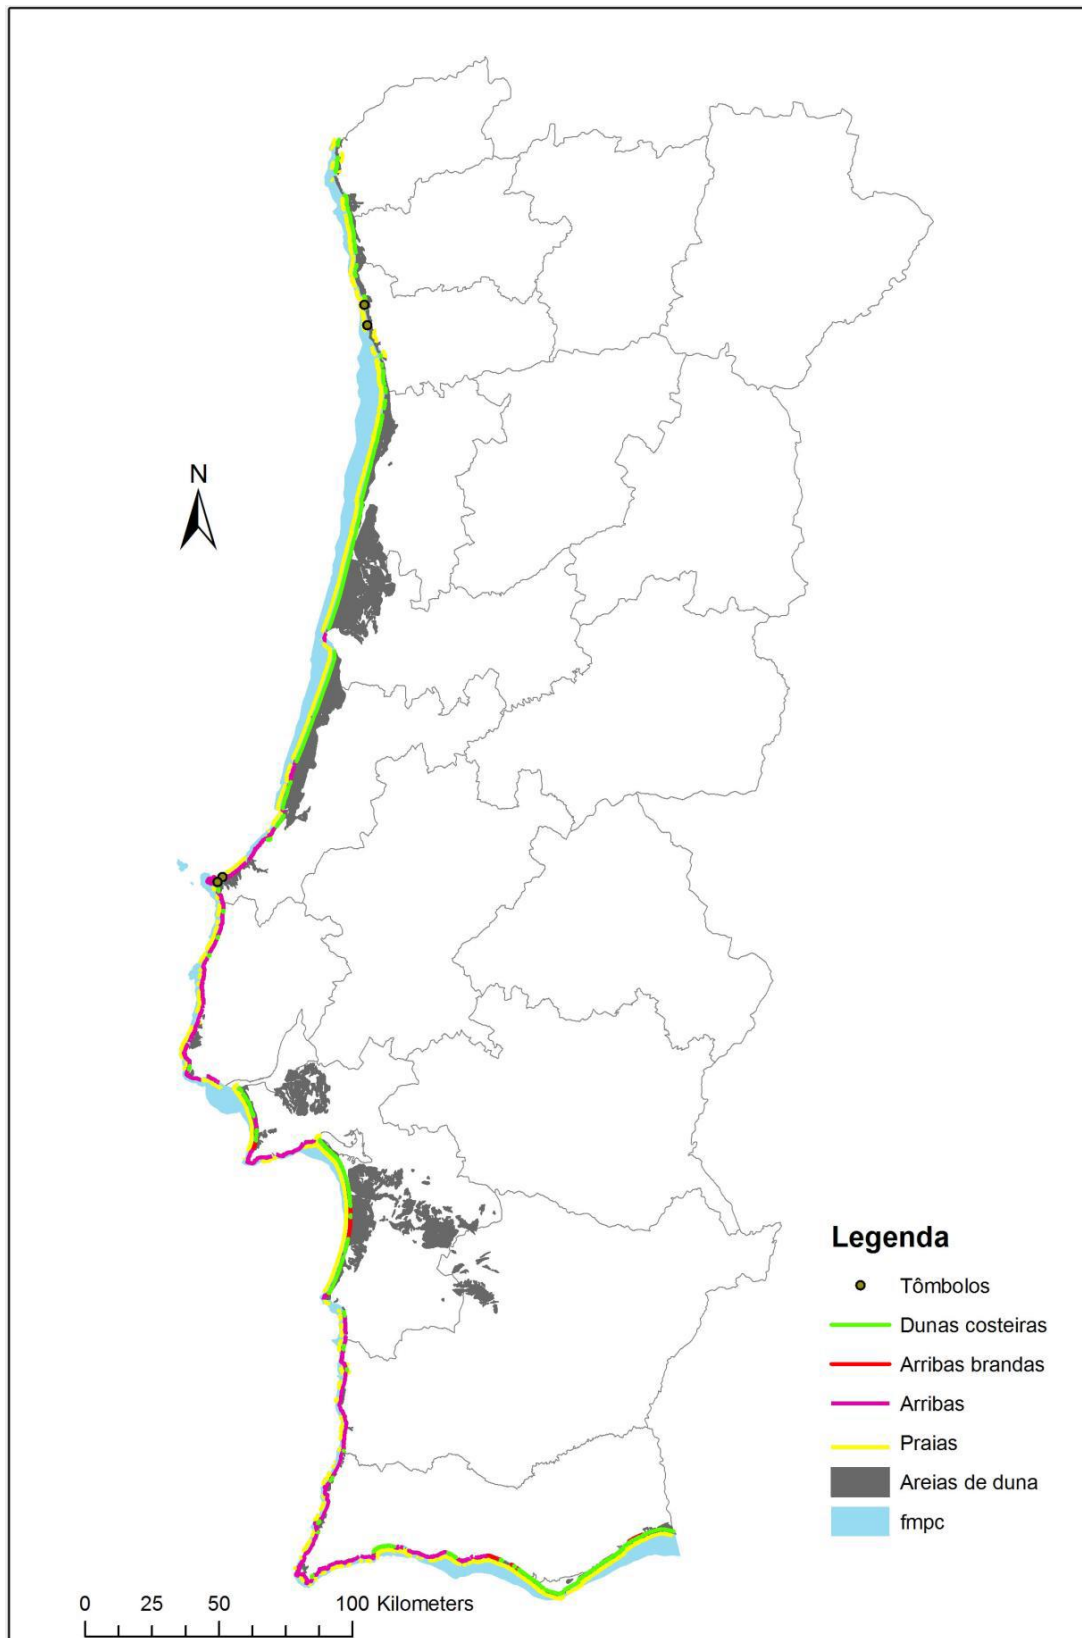 N
Legenda
Tômbolos
Dunas costeiras
Arribas brandas
Arribas
Praias
Areias de duna
fmpc
0 25 50 100 Kilometers